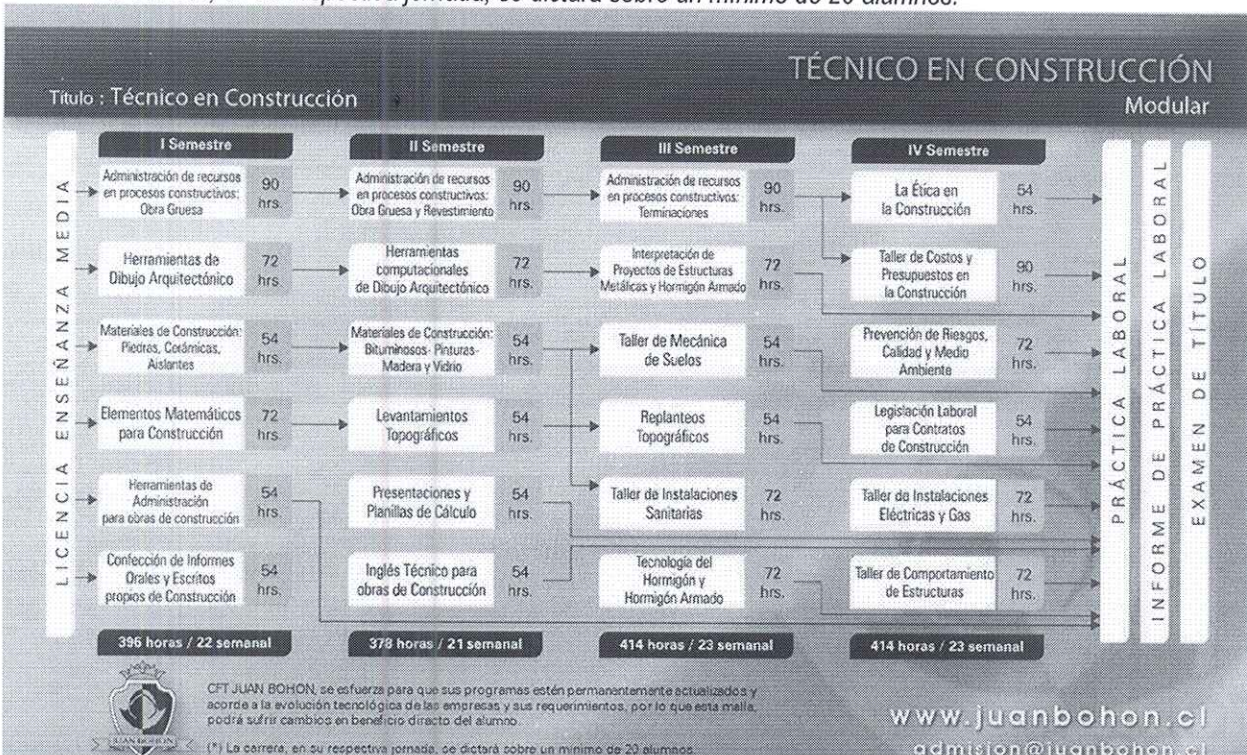 TÉCNICO EN CONSTRUCCIÓN
Título : Técnico en Construcción
Modular
LICENCIA ENSEÑANZA MEDIA
I Semestre
Administración de recursos
en procesos constructivos:
Obra Gruesa
90
hrs.
Herramientas de
Dibujo Arquitectónico
72
hrs.
Materiales de Construcción:
Piedras, Cerámicas,
Aislantes
54
hrs.
Elementos Matemáticos
para Construcción
72
hrs.
Herramientas de
Administración
para obras de construcción
54
hrs.
Confección de Informes
Orales y Escritos
propios de Construcción
54
hrs.
396 horas / 22 semanal
II Semestre
Administración de recursos
en procesos constructivos:
Obra Gruesa y Revestimiento
90
hrs.
Herramientas
computacionales
de Dibujo Arquitectónico
72
hrs.
Materiales de Construcción:
Bituminosos- Pinturas-
Madera y Vidrio
54
hrs.
Levantamientos
Topográficos
54
hrs.
Presentaciones y
Planillas de Cálculo
54
hrs.
Inglés Técnico para
obras de Construcción
54
hrs.
378 horas / 21 semanal
III Semestre
Administración de recursos
en procesos constructivos:
Terminaciones
90
hrs.
Interpretación de
Proyectos de Estructuras
Metálicas y Hormigón Armado
72
hrs.
Taller de Mecánica
de Suelos
54
hrs.
Replanteos
Topográficos
54
hrs.
Taller de Instalaciones
Sanitarias
72
hrs.
Tecnología del
Hormigón y
Hormigón Armado
72
hrs.
414 horas / 23 semanal
IV Semestre
La Ética en
la Construcción
54
hrs.
Taller de Costos y
Presupuestos en
la Construcción
90
hrs.
Prevención de Riesgos,
Calidad y Medio
Ambiente
72
hrs.
Legislación Laboral
para Contratos
de Construcción
54
hrs.
Taller de Instalaciones
Eléctricas y Gas
72
hrs.
Taller de Comportamiento
de Estructuras
72
hrs.
414 horas / 23 semanal
PRÁCTICA LABORAL
INFORME DE PRÁCTICA LABORAL
EXAMEN DE TÍTULO
JUAN BOHON
CFT JUAN BOHON, se esfuerza para que sus programas estén permanentemente actualizados y
acorde a la evolución tecnológica de las empresas y sus requerimientos, por lo que esta malla,
podrá sufrir cambios en beneficio directo del alumno.
(*) La carrera, en su respectiva jornada, se dictará sobre un mínimo de 20 alumnos.
www.juanbohon.cl
admision@juanbohon.cl